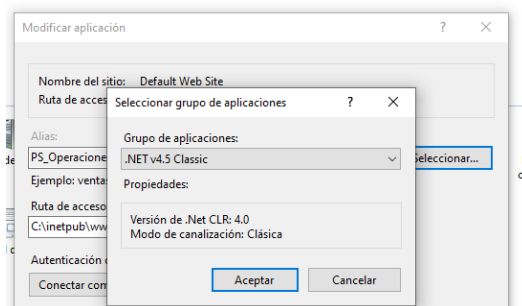 Modificar aplicación
Nombre del sitio: Default Web Site
Ruta de acces
Seleccionar grupo de aplicaciones
Alias:
Grupo de aplicaciones:
PS_Operacione
.NET v4.5 Classic
Seleccionar...
Ejemplo: venta
Propiedades:
Ruta de acceso
Versión de .Net CLR: 4.0
C:\inetpub\ww
Modo de canalización: Clásica
Autenticación
Conectar com
Aceptar
Cancelar